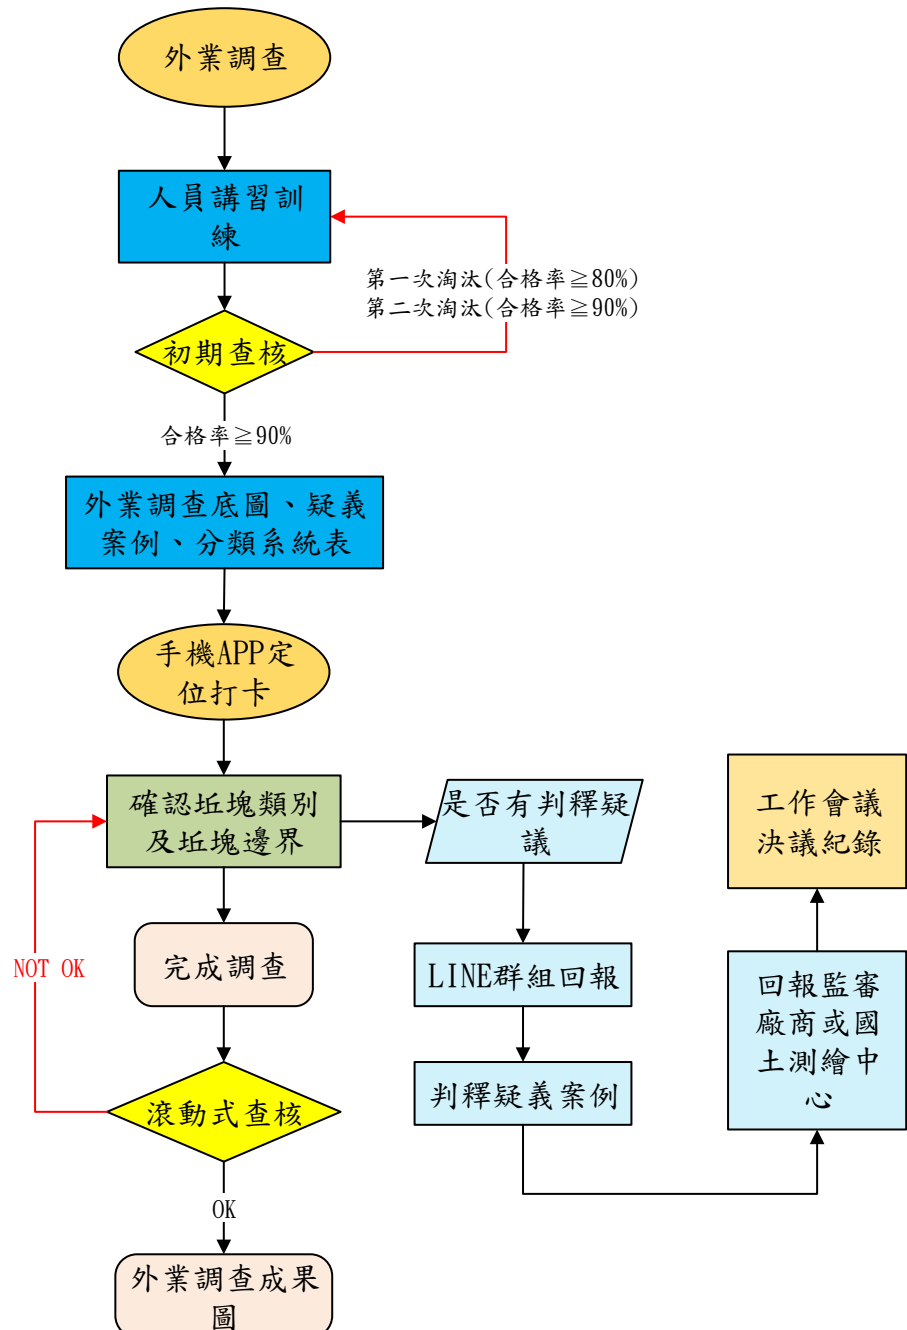 外業調查
人員講習訓
練
第一次淘汰(合格率≧80%)
第二次淘汰(合格率≧90%)
初期查核
合格率≧90%
外業調查底圖、疑義
案例、分類系統表
手機APP定
位打卡
確認坵塊類別
及坵塊邊界
是否有判釋疑
議
工作會議
決議紀錄
完成調查
NOT OK
LINE群組回報
回報監審
廠商或國
土測繪中
心
判釋疑義案例
滾動式查核
OK
外業調查成果
圖